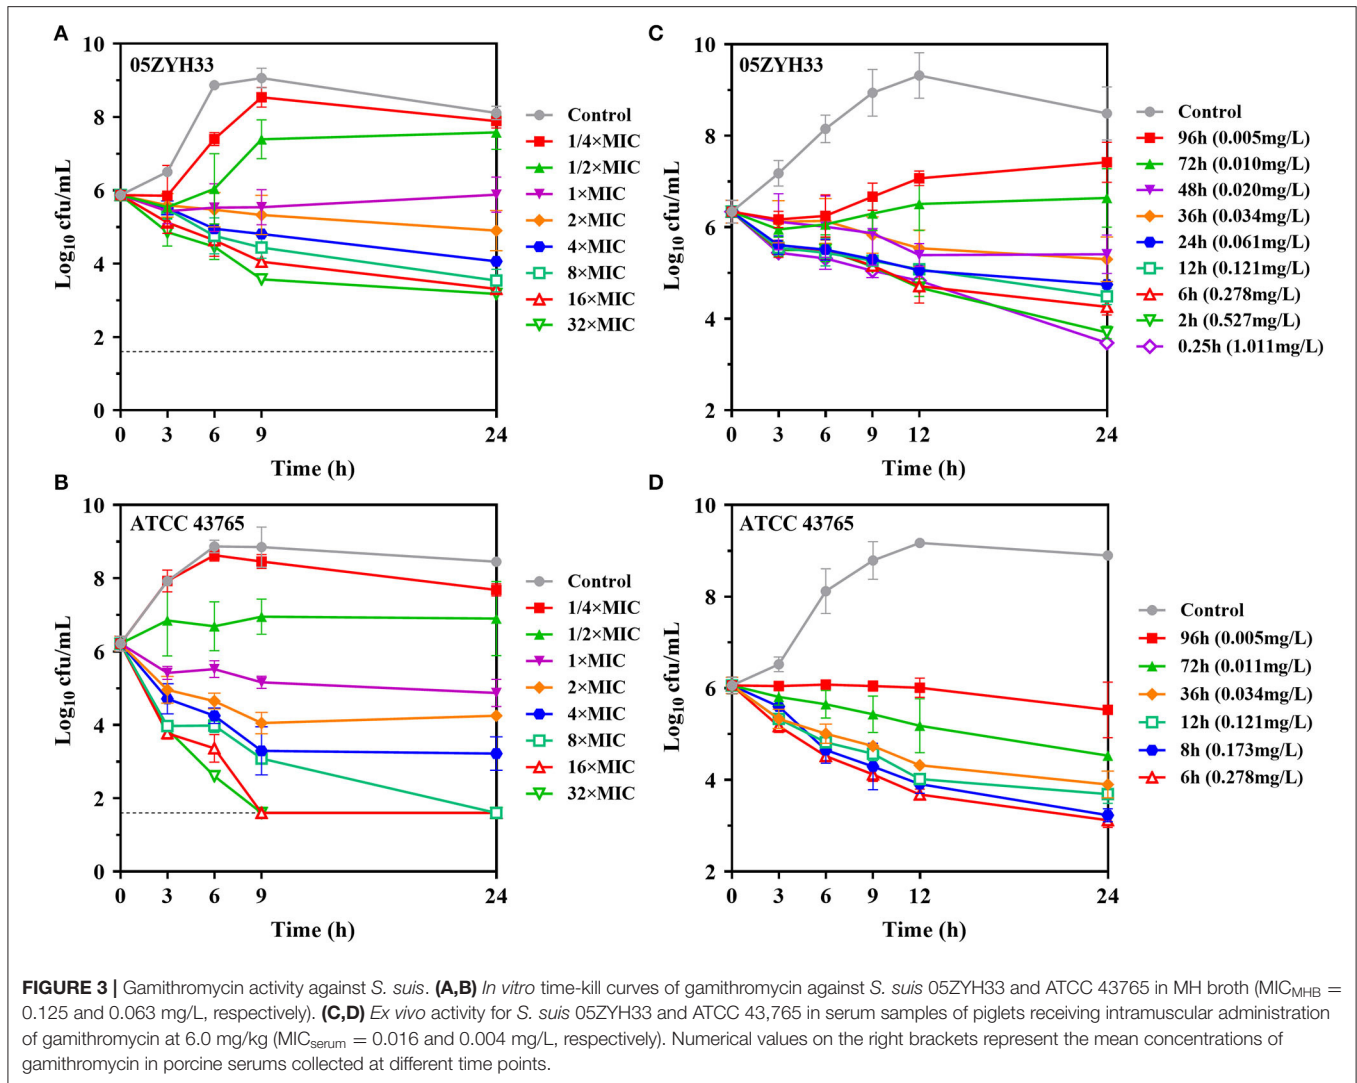 A
05ZYH33
10
8
6
4
2
0
Log10 cfu/mL
0 3 6 9 24
Time (h)
Control
1/4×MIC
1/2×MIC
1×MIC
2×MIC
4×MIC
8×MIC
16×MIC
32×MIC
C
05ZYH33
10
8
6
4
2
Log10 cfu/mL
0 3 6 9 12 24
Time (h)
Control
96h (0.005mg/L)
72h (0.010mg/L)
48h (0.020mg/L)
36h (0.034mg/L)
24h (0.061mg/L)
12h (0.121mg/L)
6h (0.278mg/L)
2h (0.527mg/L)
0.25h (1.011mg/L)
B
ATCC 43765
10
8
6
4
2
0
Log10 cfu/mL
0 3 6 9 24
Time (h)
Control
1/4×MIC
1/2×MIC
1×MIC
2×MIC
4×MIC
8×MIC
16×MIC
32×MIC
D
ATCC 43765
10
8
6
4
2
Log10 cfu/mL
0 3 6 9 12 24
Time (h)
Control
96h (0.005mg/L)
72h (0.011mg/L)
36h (0.034mg/L)
12h (0.121mg/L)
8h (0.173mg/L)
6h (0.278mg/L)
FIGURE 3 | Gamithromycin activity against S. suis. (A,B) In vitro time-kill curves of gamithromycin against S. suis 05ZYH33 and ATCC 43765 in MH broth (MICMHB =
0.125 and 0.063 mg/L, respectively). (C,D) Ex vivo activity for S. suis 05ZYH33 and ATCC 43,765 in serum samples of piglets receiving intramuscular administration
of gamithromycin at 6.0 mg/kg (MICserum = 0.016 and 0.004 mg/L, respectively). Numerical values on the right brackets represent the mean concentrations of
gamithromycin in porcine serums collected at different time points.